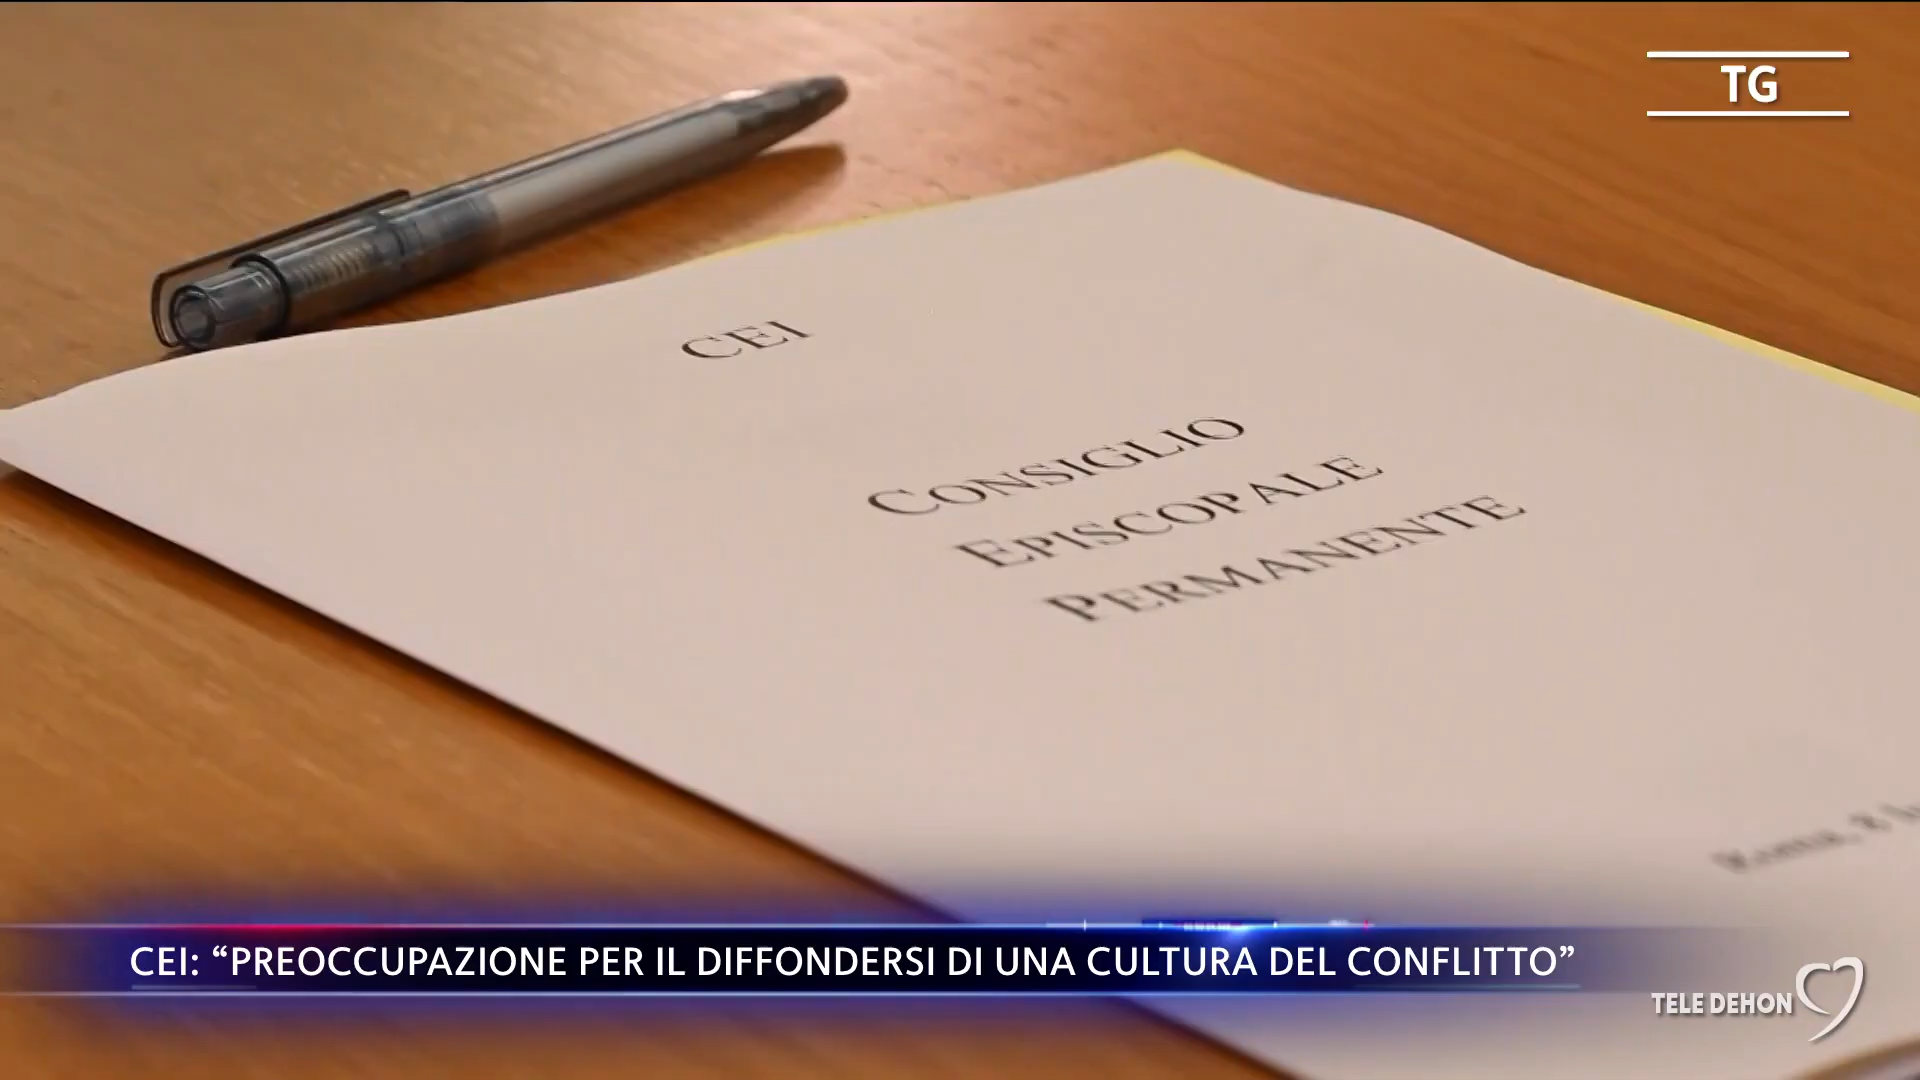 TG
CEI
CONSIGLIO
EPISCOPALE
PERMANENTE
CEI: “PREOCCUPAZIONE PER IL DIFFONDERSI DI UNA CULTURA DEL CONFLITTO”
TELE DEHON